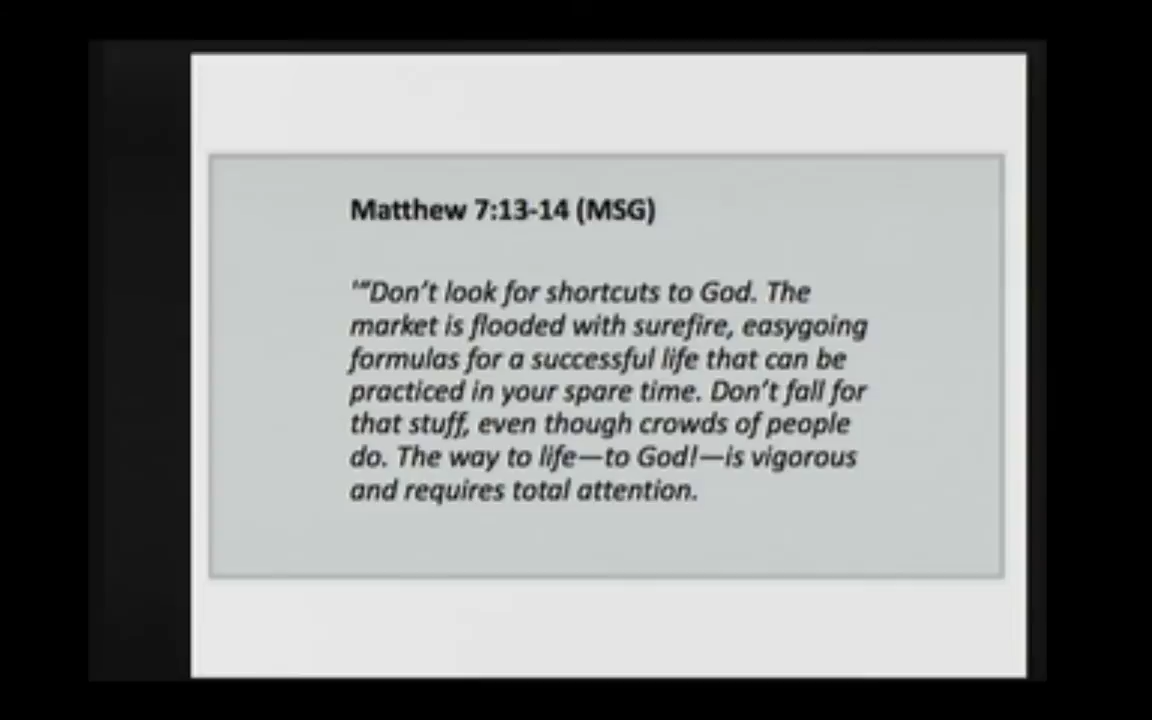 Matthew 7:13-14 (MSG)
'“Don’t look for shortcuts to God. The
market is flooded with surefire, easygoing
formulas for a successful life that can be
practiced in your spare time. Don’t fall for
that stuff, even though crowds of people
do. The way to life—to God!—is vigorous
and requires total attention.